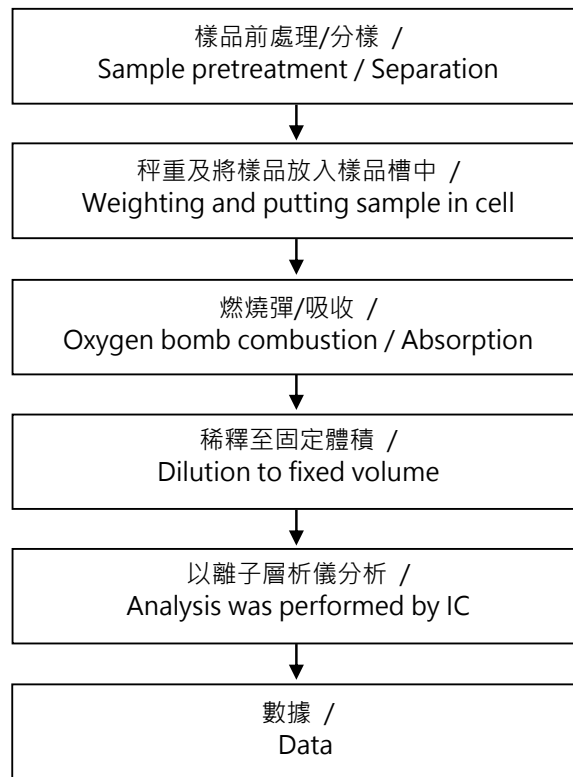 樣品前處理/分樣 /
Sample pretreatment / Separation
秤重及將樣品放入樣品槽中 /
Weighting and putting sample in cell
燃燒彈/吸收 /
Oxygen bomb combustion / Absorption
稀釋至固定體積 /
Dilution to fixed volume
以離子層析儀分析 /
Analysis was performed by IC
數據 /
Data